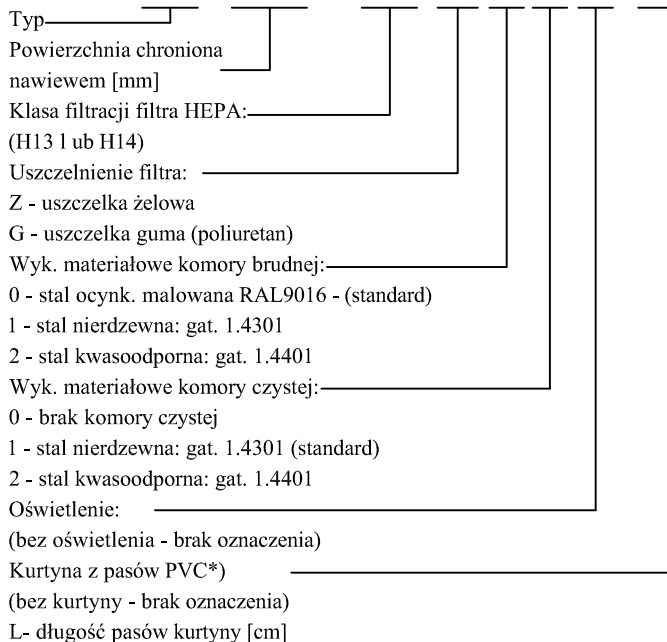 Typ
Powierzchnia chroniona
nawiewem [mm]
Klasa filtracji filtra HEPA:
(H13 l ub H14)
Uszczelnienie filtra:
Z - uszczelka żelowa
G - uszczelka guma (poliuretan)
Wyk. materiałowe komory brudnej:
0 - stal ocynk. malowana RAL9016 - (standard)
1 - stal nierdzewna: gat. 1.4301
2 - stal kwasoodporna: gat. 1.4401
Wyk. materiałowe komory czystej:
0 - brak komory czystej
1 - stal nierdzewna: gat. 1.4301 (standard)
2 - stal kwasoodporna: gat. 1.4401
Oświetlenie:
(bez oświetlenia - brak oznaczenia)
Kurtyna z pasów PVC*)
(bez kurtyny - brak oznaczenia)
L- długość pasów kurtyny [cm]